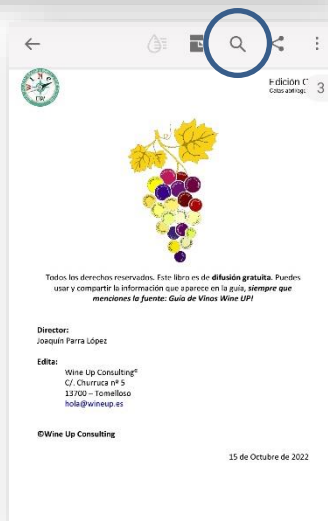 Edición C
3
Todos los derechos reservados. Este libro es de difusión gratuita. Puedes
usar y compartir la información que aparece en la guía, siempre que
menciones la fuente: Guía de Vinos Wine UP!
Director:
Joaquín Parra López
Edita:
Wine Up Consulting®
C/. Churruca nº 5
13700 – Tomelloso
hola@wineup.es
©Wine Up Consulting
15 de Octubre de 2022